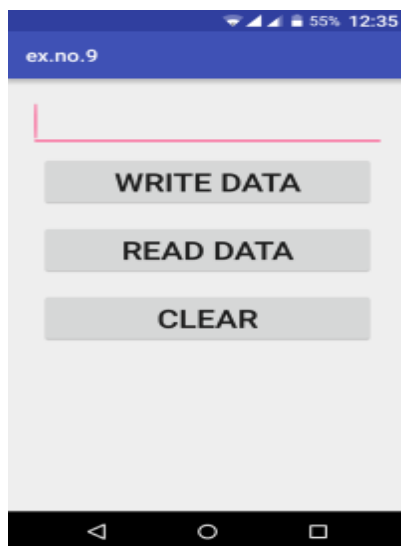 55% 12:35
ex.no.9
WRITE DATA
READ DATA
CLEAR